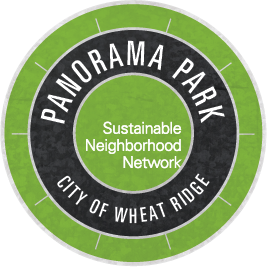 PANORAMA PARK
Sustainable
Neighborhood
Network
CITY OF WHEAT RIDGE